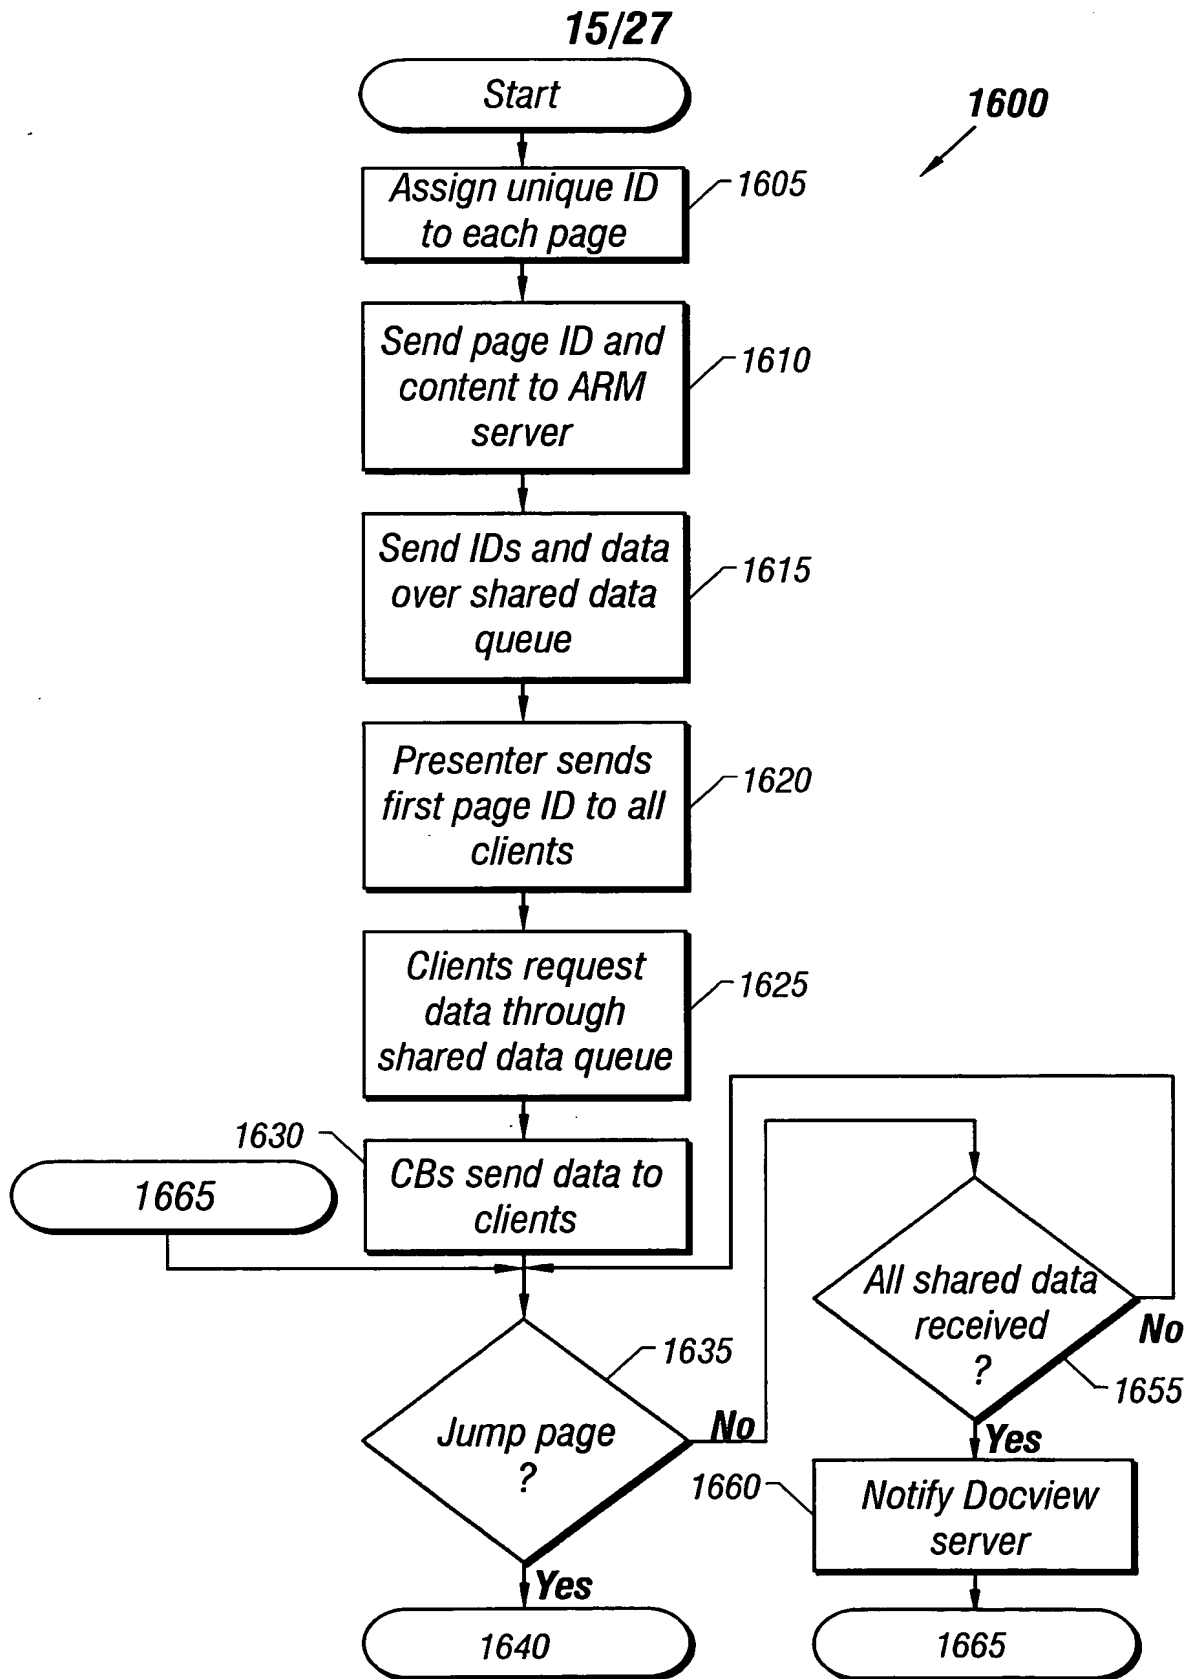 15/27
Start
1600
Assign unique ID
to each page
1605
Send page ID and
content to ARM
server
1610
Send IDs and data
over shared data
queue
1615
Presenter sends
first page ID to all
clients
1620
Clients request
data through
shared data queue
1625
1630
CBs send data to
clients
1665
All shared data
received
?
No
1655
1635
Jump page
?
No
Yes
1660
Notify Docview
server
Yes
1640
1665